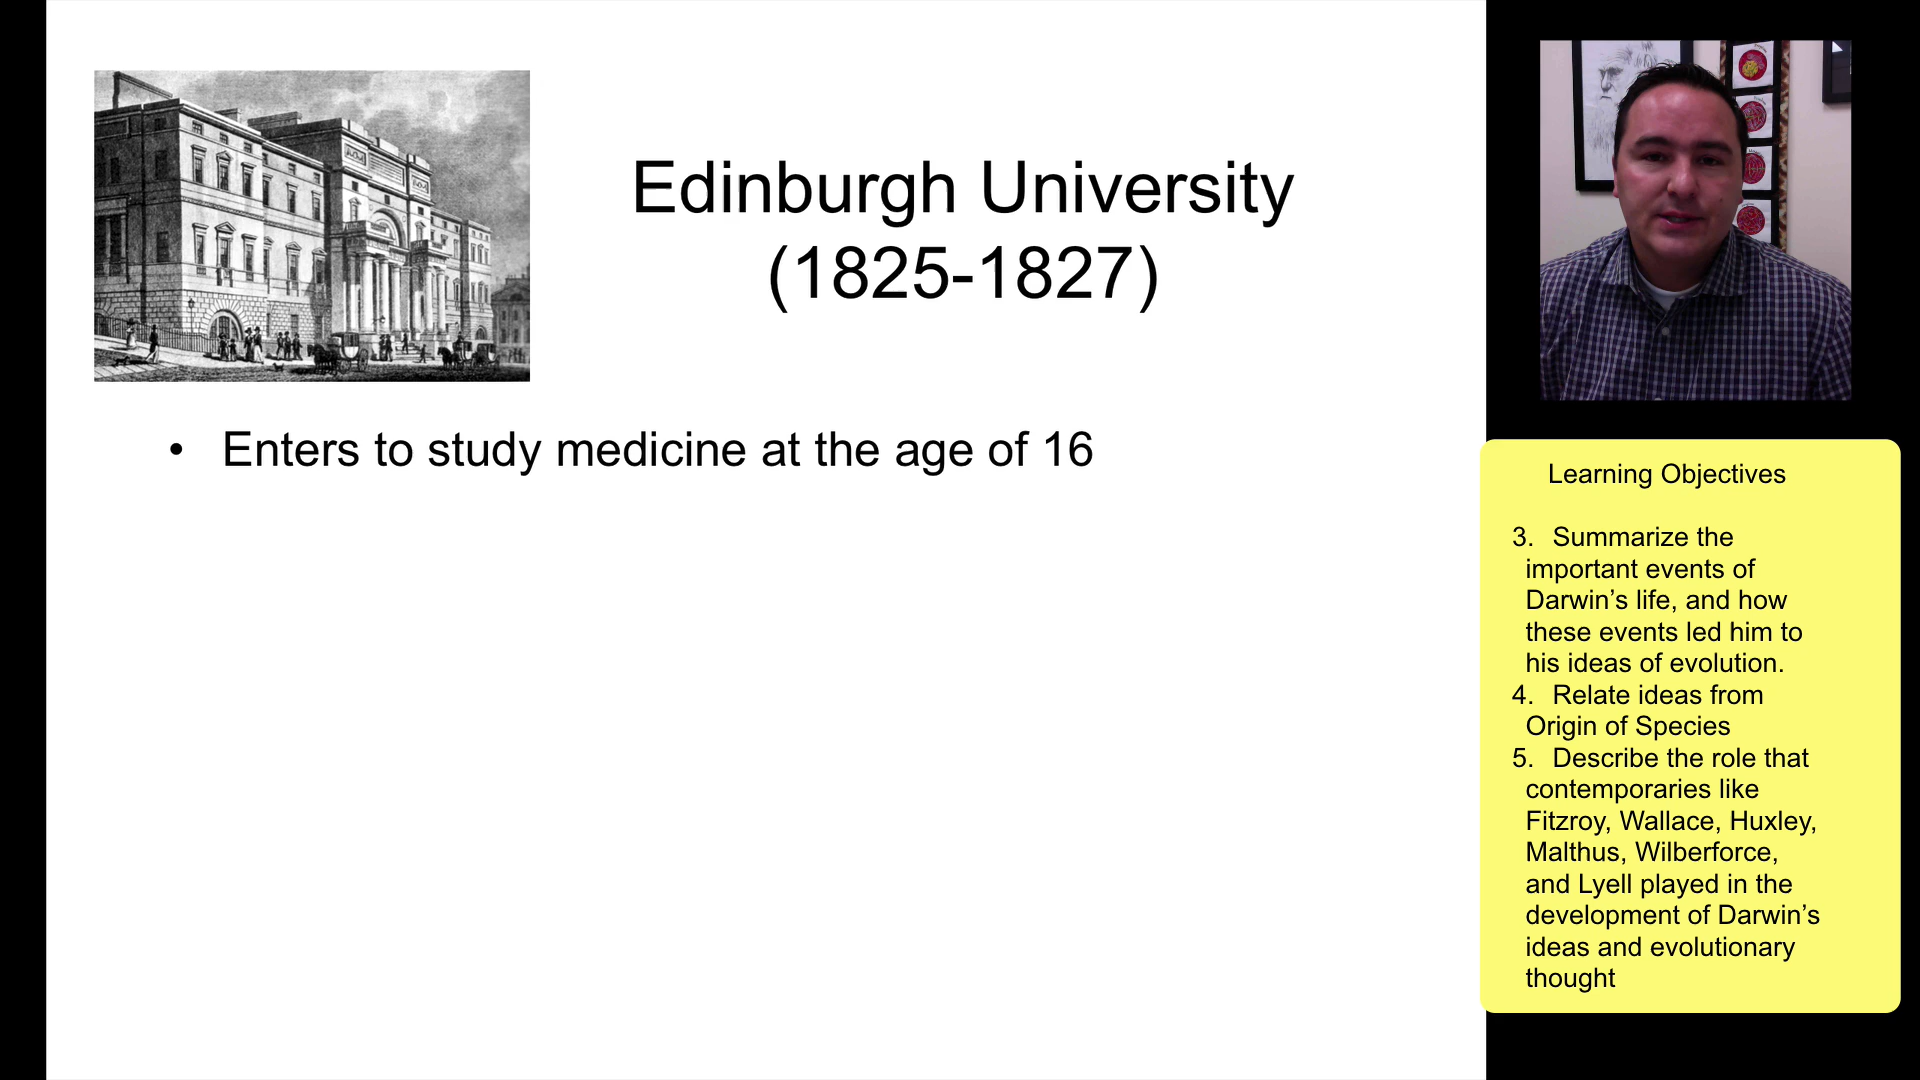 Edinburgh University
(1825-1827)
• Enters to study medicine at the age of 16
Learning Objectives
3. Summarize the
important events of
Darwin’s life, and how
these events led him to
his ideas of evolution.
4. Relate ideas from
Origin of Species
5. Describe the role that
contemporaries like
Fitzroy, Wallace, Huxley,
Malthus, Wilberforce,
and Lyell played in the
development of Darwin’s
ideas and evolutionary
thought